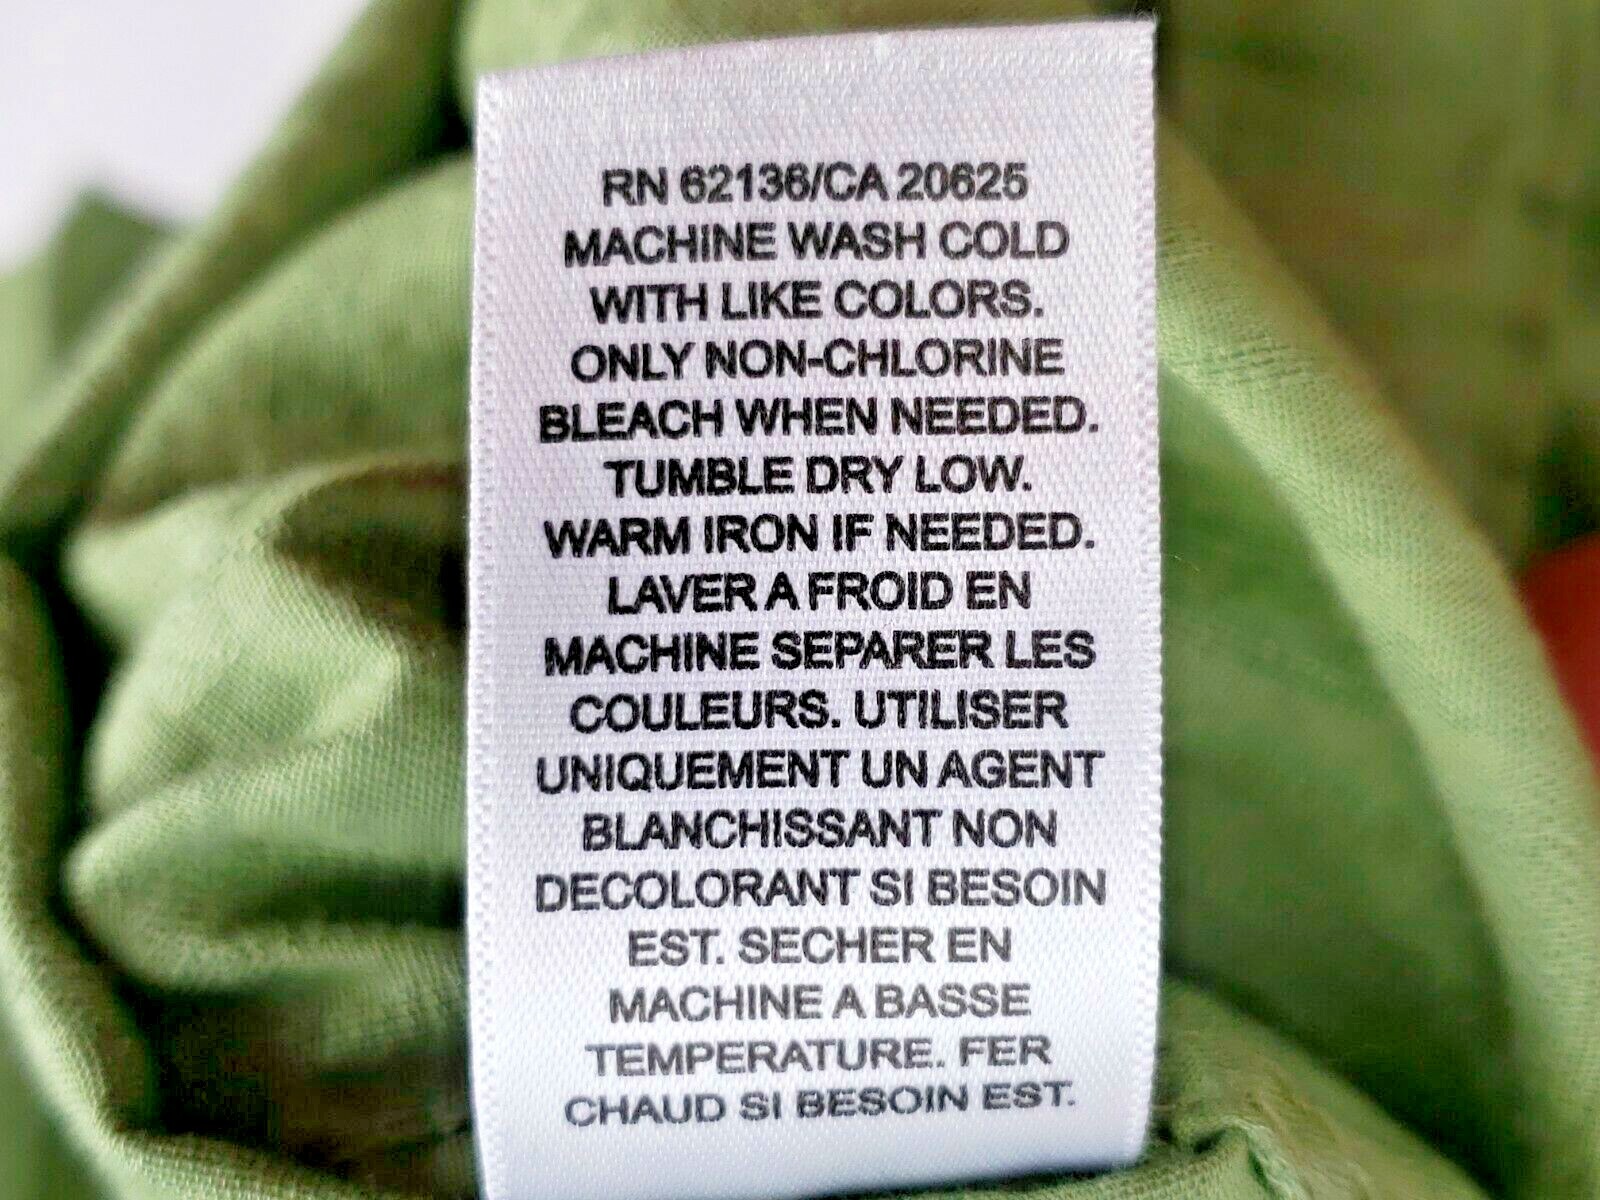 RN 62136/CA 20625
MACHINE WASH COLD
WITH LIKE COLORS.
ONLY NON-CHLORINE
BLEACH WHEN NEEDED.
TUMBLE DRY LOW.
WARM IRON IF NEEDED.
LAVER A FROID EN
MACHINE SEPARER LES
COULEURS. UTILISER
UNIQUEMENT UN AGENT
BLANCHISSANT NON
DECOLORANT SI BESOIN
EST. SECHER EN
MACHINE A BASSE
TEMPERATURE. FER
CHAUD SI BESOIN EST.